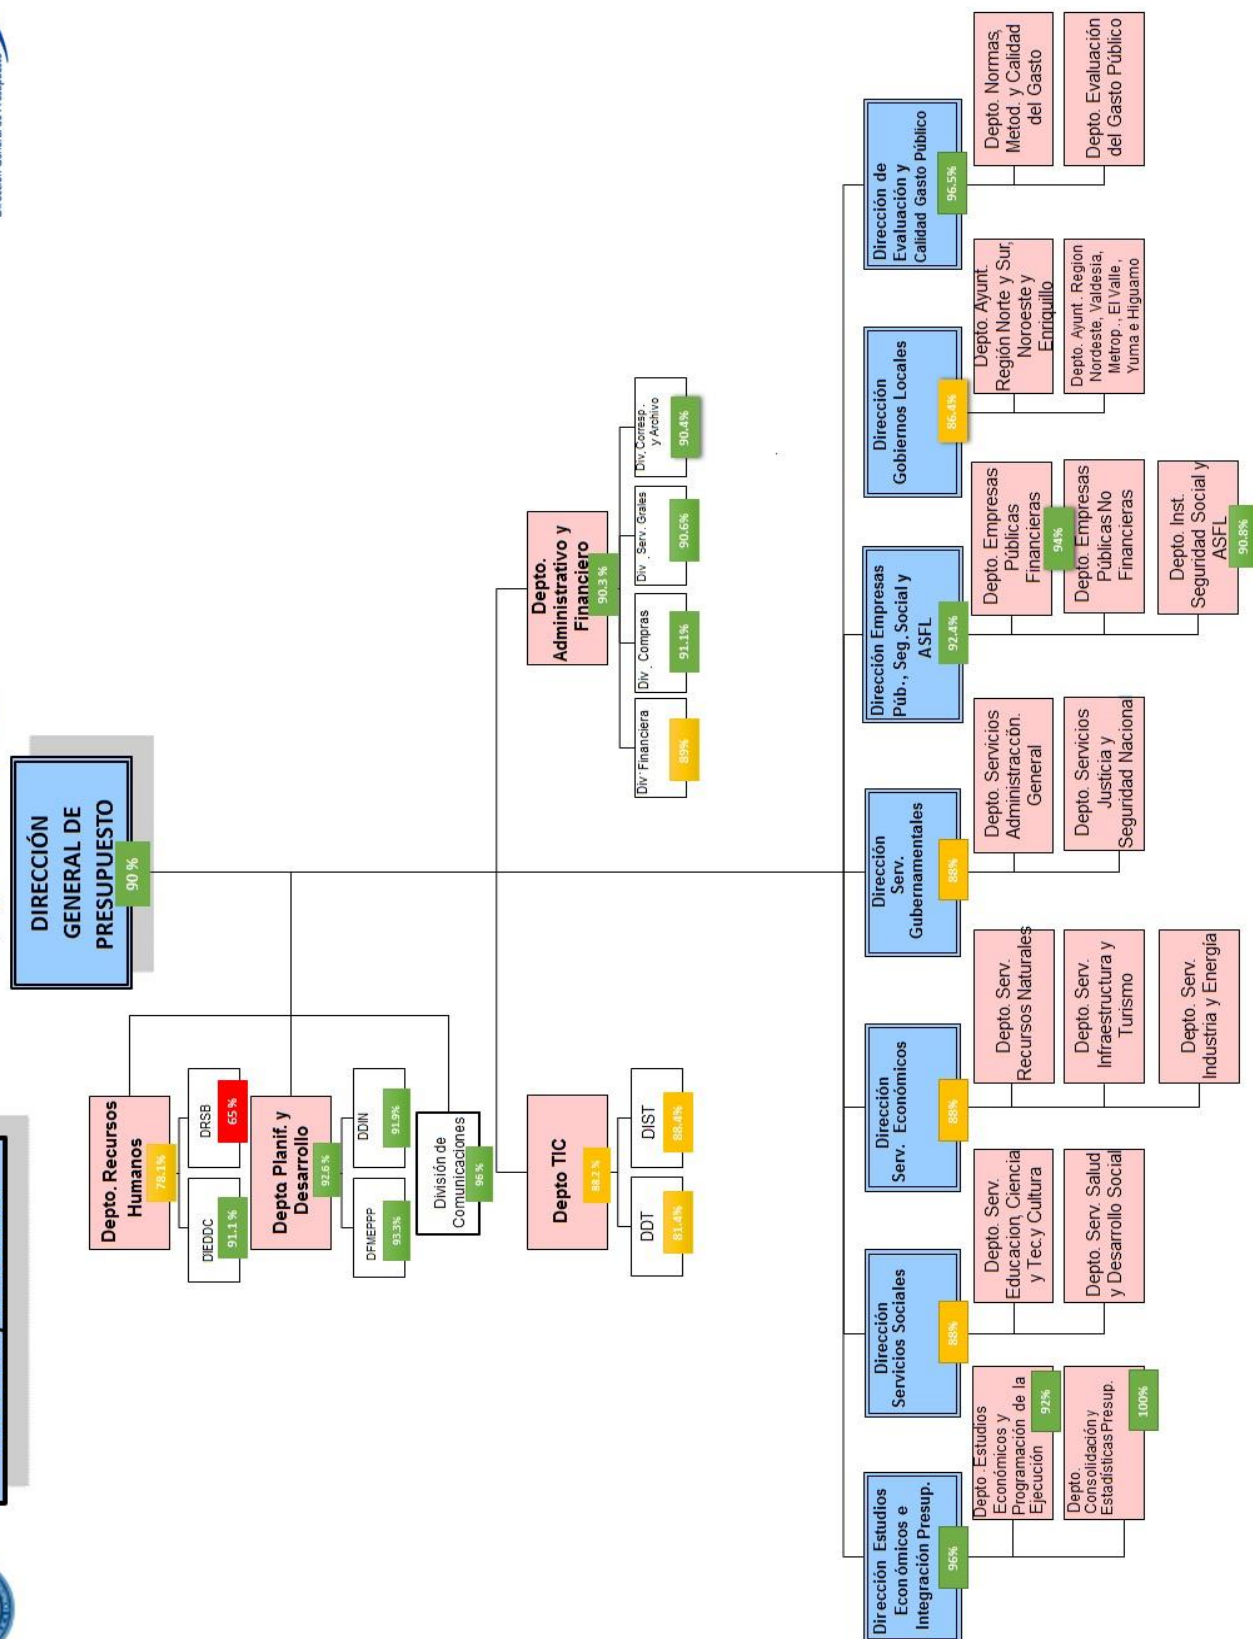 DIRECCIÓN
GENERAL DE
PRESUPUESTO
90 %
Depto. Recursos
Humanos
78.1%
DIEDDC
91.1 %
DRSB
65 %
Depto. Planif. y
Desarrollo
92.6 %
DFMEPPP
93.3%
DDIN
91.9%
División de
Comunicaciones
96 %
Depto TIC
88.2 %
DDT
81.4%
DIST
88.4%
Depto.
Administrativo y
Financiero
90.3 %
Div. Financiera
89%
Div . Compras
91.1%
Div . Serv. Grales
90.6%
Div. Corresp.
y Archivo
90.4%
Dirección Estudios
Económicos e
Integración Presup.
96%
Depto . Estudios
Económicos y
Programación de la
Ejecución
92%
Depto.
Consolidación y
Estadísticas Presup.
100%
Dirección
Servicios Sociales
88%
Depto. Serv.
Educacion, Ciencia
y Tec.y Cultura
Depto. Serv. Salud
y Desarrollo Social
Dirección
Serv. Económicos
88%
Depto. Serv.
Recursos Naturales
Depto. Serv.
Infraestructura y
Turismo
Depto. Serv.
Industria y Energía
Dirección
Serv.
Gubernamentales
88%
Depto. Servicios
Administraccón.
General
Depto. Servicios
Justicia y
Seguridad Nacional
Dirección Empresas
Púb., Seg, Social y
ASFL
92.4%
Depto. Empresas
Públicas
Financieras
94%
Depto. Empresas
Públicas No
Financieras
Depto. Inst.
Seguridad Social y
ASFL
90.8%
Dirección
Gobiernos Locales
86.4%
Depto. Ayunt.
Región Norte y Sur,
Noroeste y
Enriquillo
Depto. Ayunt . Region
Nordeste, Valdesia,
Metrop ., El Valle ,
Yuma e Higuamo
Dirección de
Evaluación y
Calidad Gasto Público
96.5%
Depto. Normas,
Metod. y Calidad
del Gasto
Depto. Evaluación
del Gasto Público